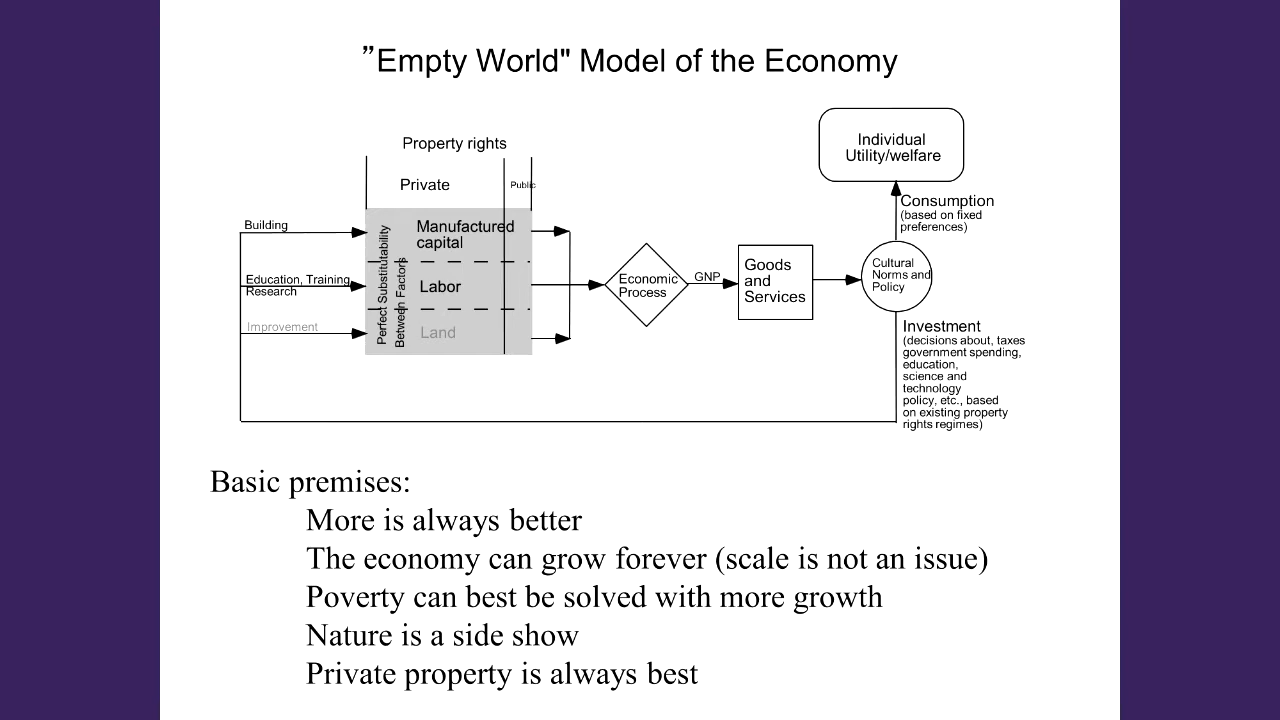 ”Empty World" Model of the Economy
Property rights
Private
Public
Building
Education, Training,
Research
Improvement
Perfect Substitutability
Between Factors
Manufactured
capital
Labor
Land
Economic
Process
GNP
Goods
and
Services
Individual
Utility/welfare
Consumption
(based on fixed
preferences)
Cultural
Norms and
Policy
Investment
(decisions about, taxes
government spending,
education,
science and
technology
policy, etc., based
on existing property
rights regimes)
Basic premises:
More is always better
The economy can grow forever (scale is not an issue)
Poverty can best be solved with more growth
Nature is a side show
Private property is always best